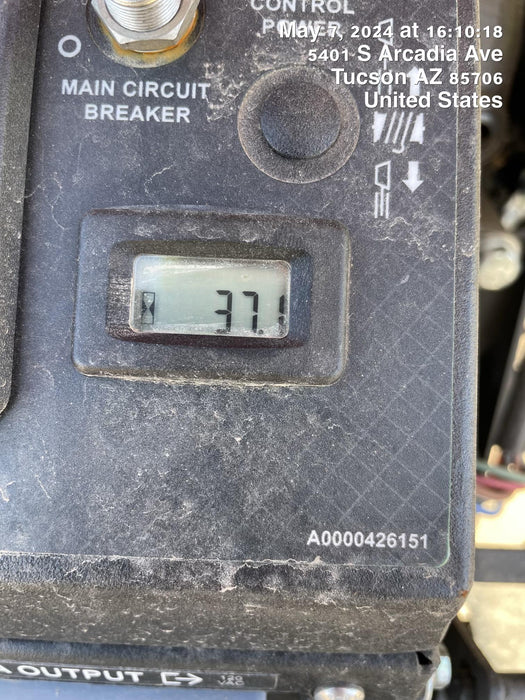 CONTROL
POWER
May 7, 2024 at 16:10:18
5401 S Arcadia Ave
Tucson AZ 85706
United States
MAIN CIRCUIT
BREAKER
37.1
A0000426151
OUTPUT
120